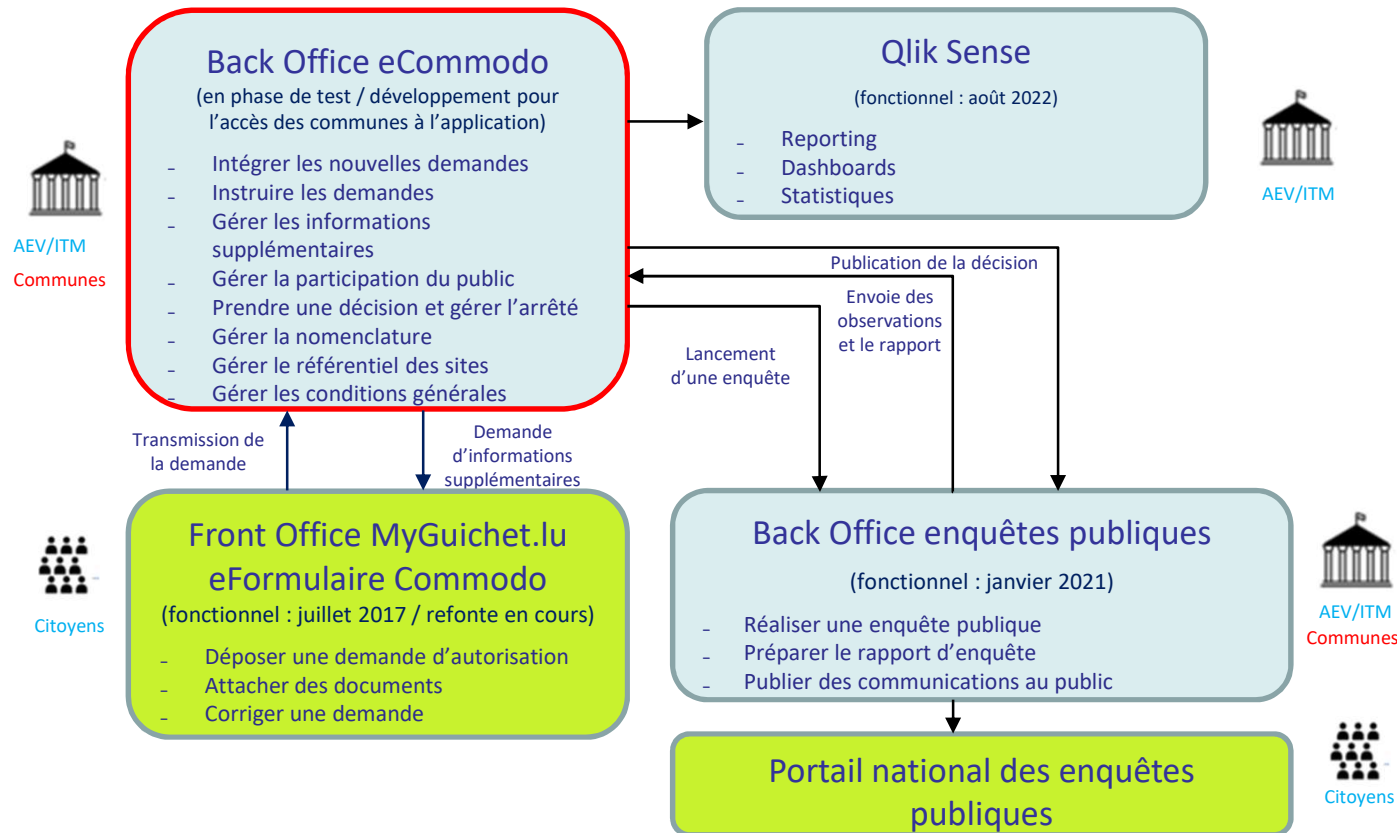 Back Office eCommodo
(en phase de test / développement pour
l'accès des communes à l'application)
- Intégrer les nouvelles demandes
- Instruire les demandes
- Gérer les informations
supplémentaires
- Gérer la participation du public
- Prendre une décision et gérer l'arrêté
- Gérer la nomenclature
- Gérer le référentiel des sites
- Gérer les conditions générales
AEV/ITM
Communes
Qlik Sense
(fonctionnel : août 2022)
- Reporting
- Dashboards
- Statistiques
AEV/ITM
Publication de la décision
Envoie des
observations
et le rapport
Lancement
d'une enquête
Transmission de
la demande
Demande
d'informations
supplémentaires
Front Office MyGuichet.lu
eFormulaire Commodo
(fonctionnel : juillet 2017 / refonte en cours)
- Déposer une demande d'autorisation
- Attacher des documents
- Corriger une demande
Citoyens
Back Office enquêtes publiques
(fonctionnel : janvier 2021)
- Réaliser une enquête publique
- Préparer le rapport d'enquête
- Publier des communications au public
AEV/ITM
Communes
Portail national des enquêtes
publiques
Citoyens